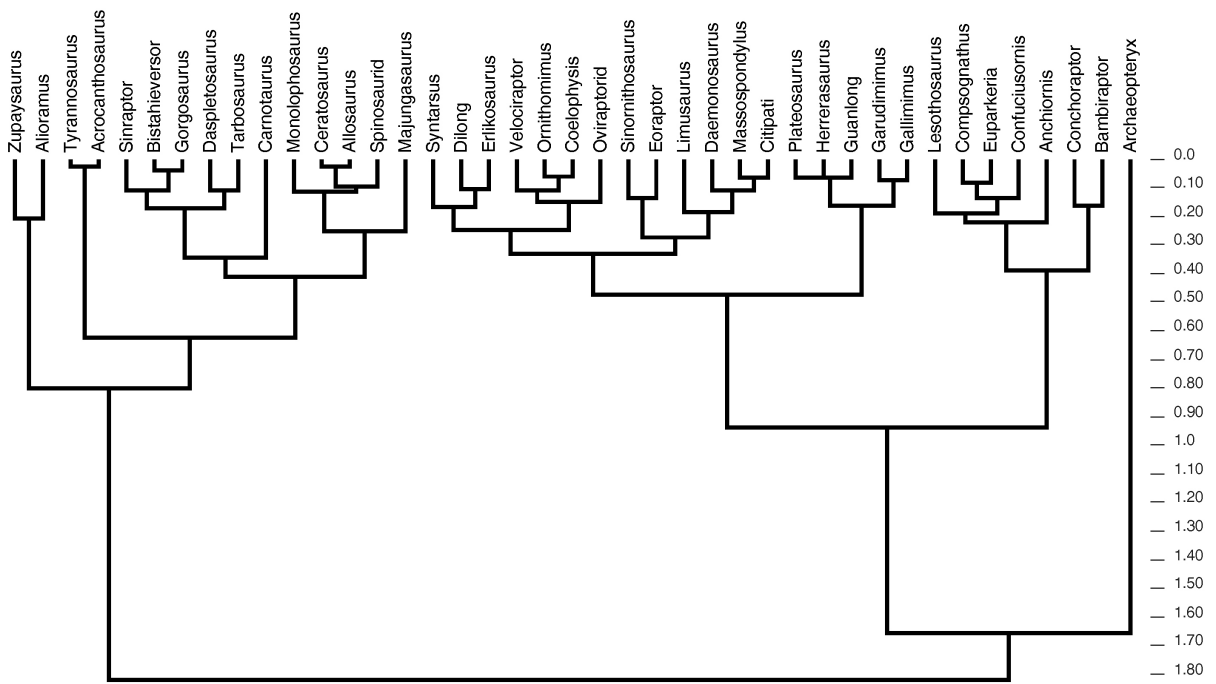 Zupaysaurus
Alioramus
Tyrannosaurus
Acrocanthosaurus
Sinraptor
Bistahieversor
Gorgosaurus
Daspletosaurus
Tarbosaurus
Carnotaurus
Monolophosaurus
Ceratosaurus
Allosaurus
Spinosaurid
Majungasaurus
Syntarsus
Dilong
Erlikosaurus
Velociraptor
Ornithomimus
Coelophysis
Oviraptorid
Sinornithosaurus
Eoraptor
Limusaurus
Daemonosaurus
Massospondylus
Citipati
Plateosaurus
Herrerasaurus
Guanlong
Garudimimus
Gallimimus
Lesothosaurus
Compsognathus
Euparkeria
Confuciusornis
Anchiornis
Conchoraptor
Bambiraptor
Archaeopteryx
0.0
0.10
0.20
0.30
0.40
0.50
0.60
0.70
0.80
0.90
1.0
1.10
1.20
1.30
1.40
1.50
1.60
1.70
1.80